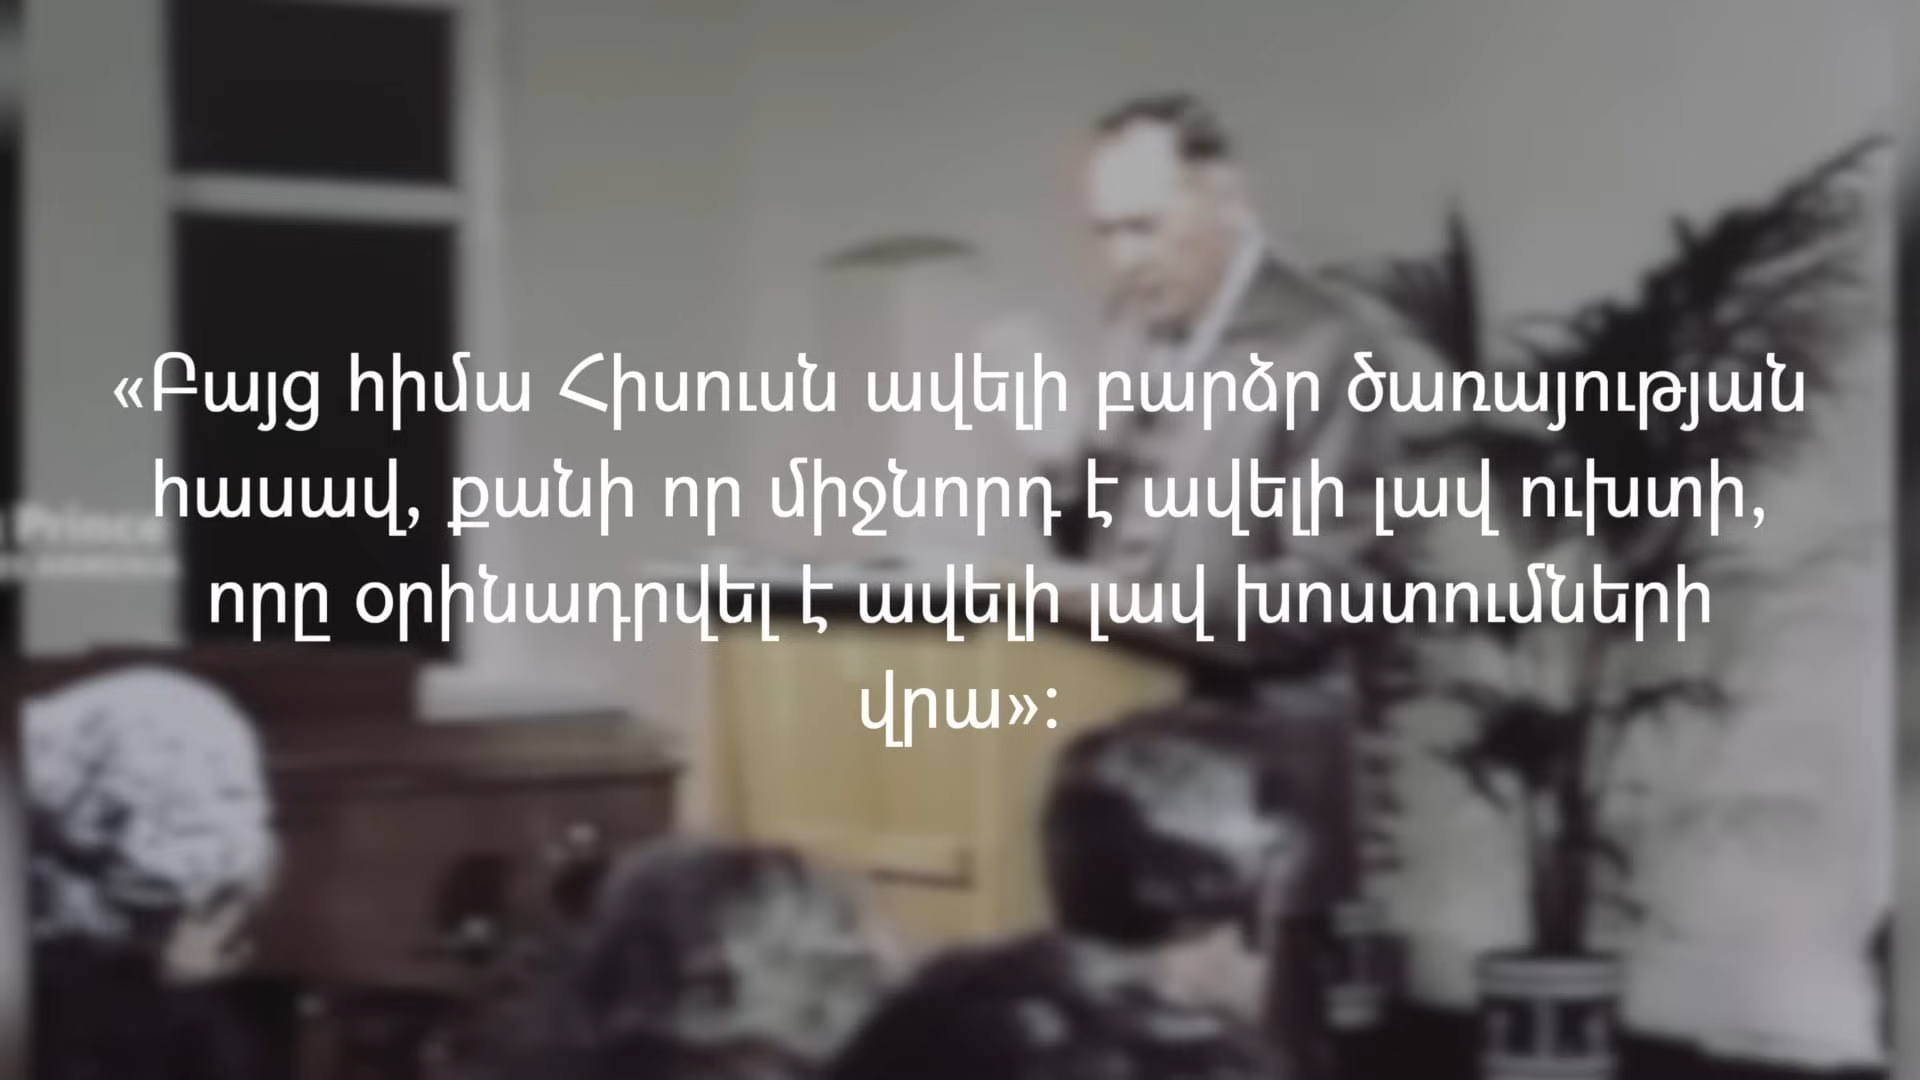 «Բայց հիմա Հիսուսն ավելի բարձր ծառայության
հասավ, քանի որ միջնորդ է ավելի լավ ուխտի,
որը օրինադրվել է ավելի լավ խոստումների
վրա»:
Prince